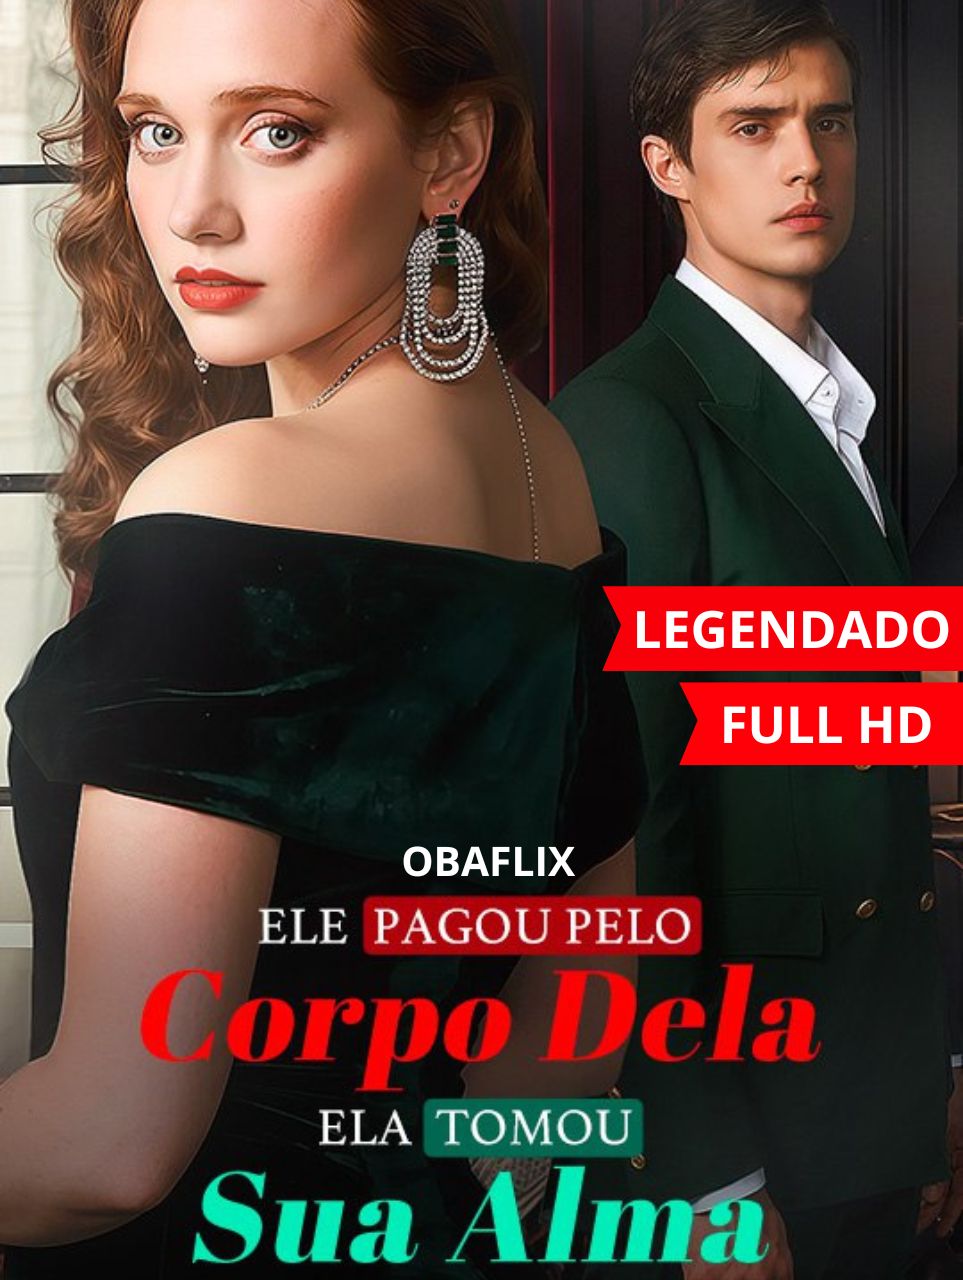 LEGENDADO
FULL HD
OBAFLIX
ELE PAGOU PELO
Corpo Dela
ELA TOMOU
Sua Alma